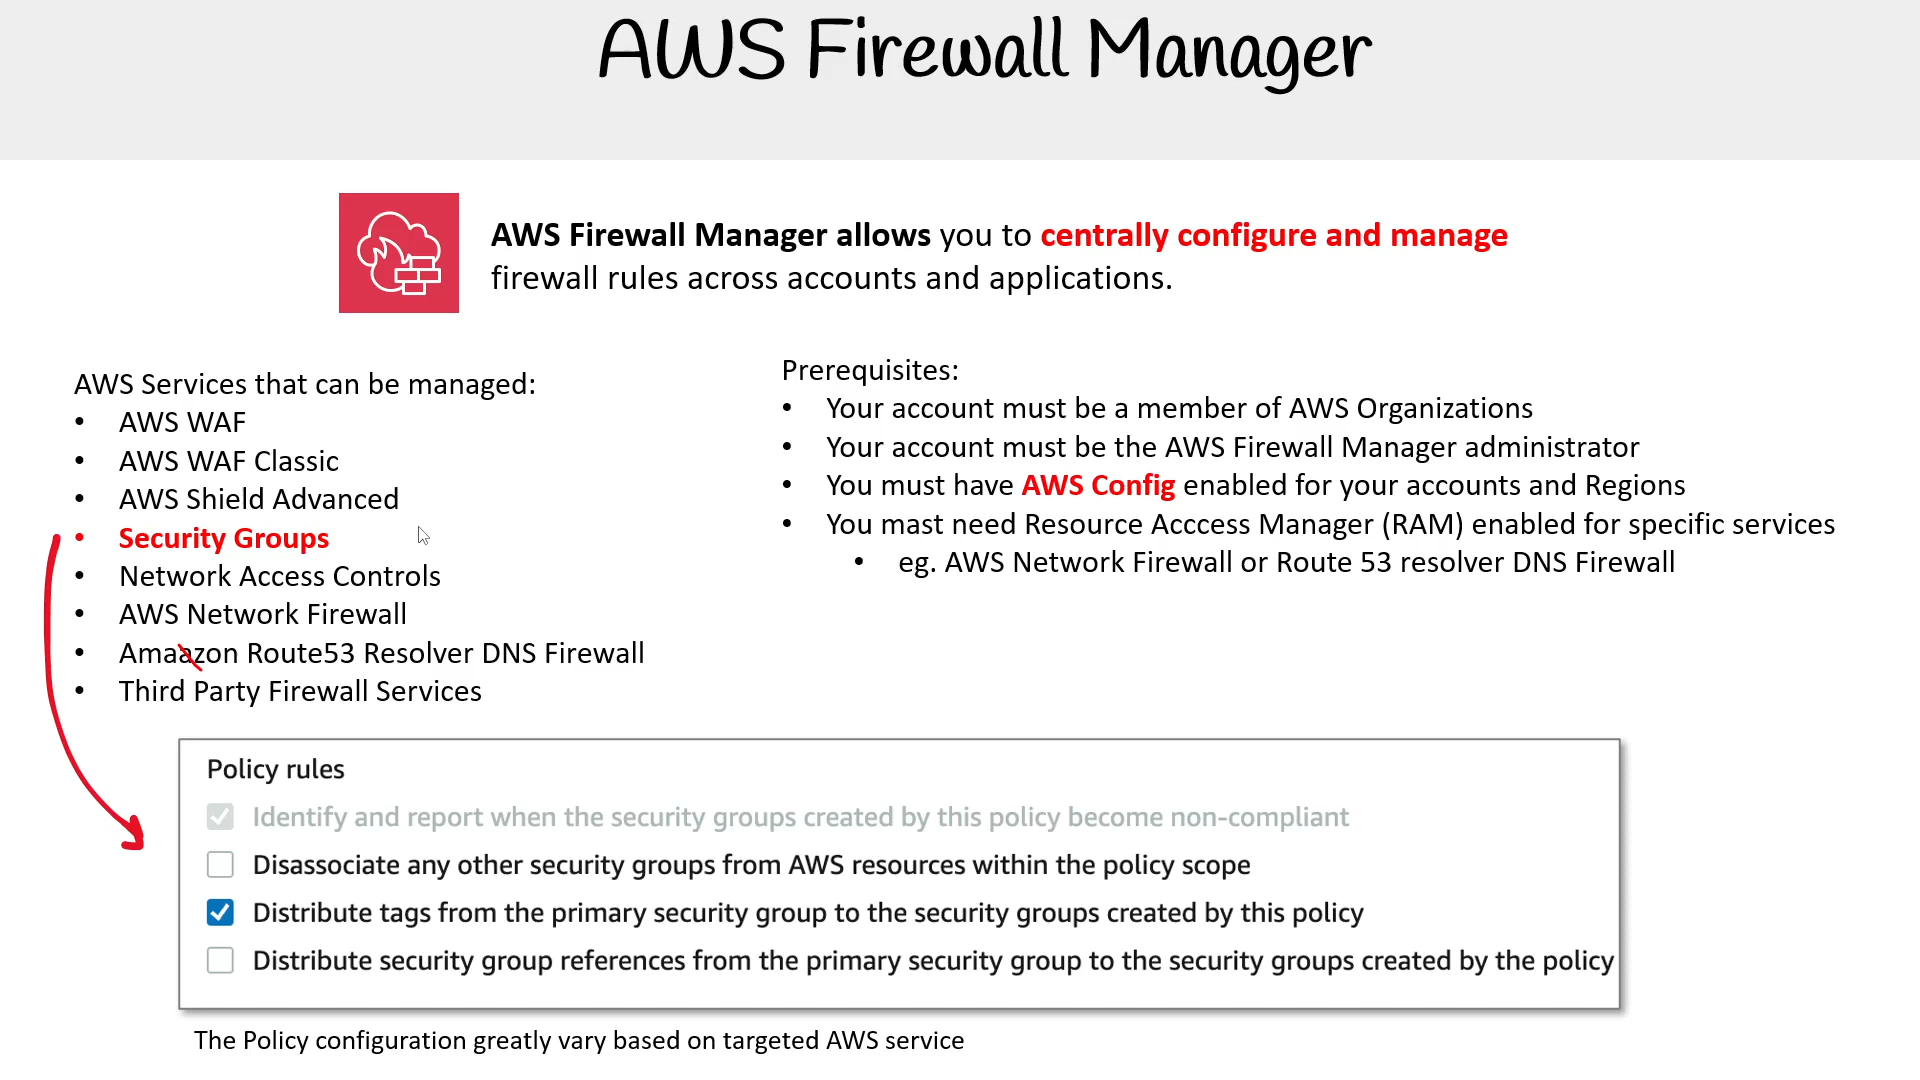 AWS Firewall Manager
AWS Firewall Manager allows you to centrally configure and manage
firewall rules across accounts and applications.
AWS Services that can be managed:
• AWS WAF
• AWS WAF Classic
• AWS Shield Advanced
• Security Groups
• Network Access Controls
• AWS Network Firewall
• Amaazon Route53 Resolver DNS Firewall
• Third Party Firewall Services
Prerequisites:
• Your account must be a member of AWS Organizations
• Your account must be the AWS Firewall Manager administrator
• You must have AWS Config enabled for your accounts and Regions
• You mast need Resource Acccess Manager (RAM) enabled for specific services
• eg. AWS Network Firewall or Route 53 resolver DNS Firewall
Policy rules
Identify and report when the security groups created by this policy become non-compliant
Disassociate any other security groups from AWS resources within the policy scope
Distribute tags from the primary security group to the security groups created by this policy
Distribute security group references from the primary security group to the security groups created by the policy
The Policy configuration greatly vary based on targeted AWS service